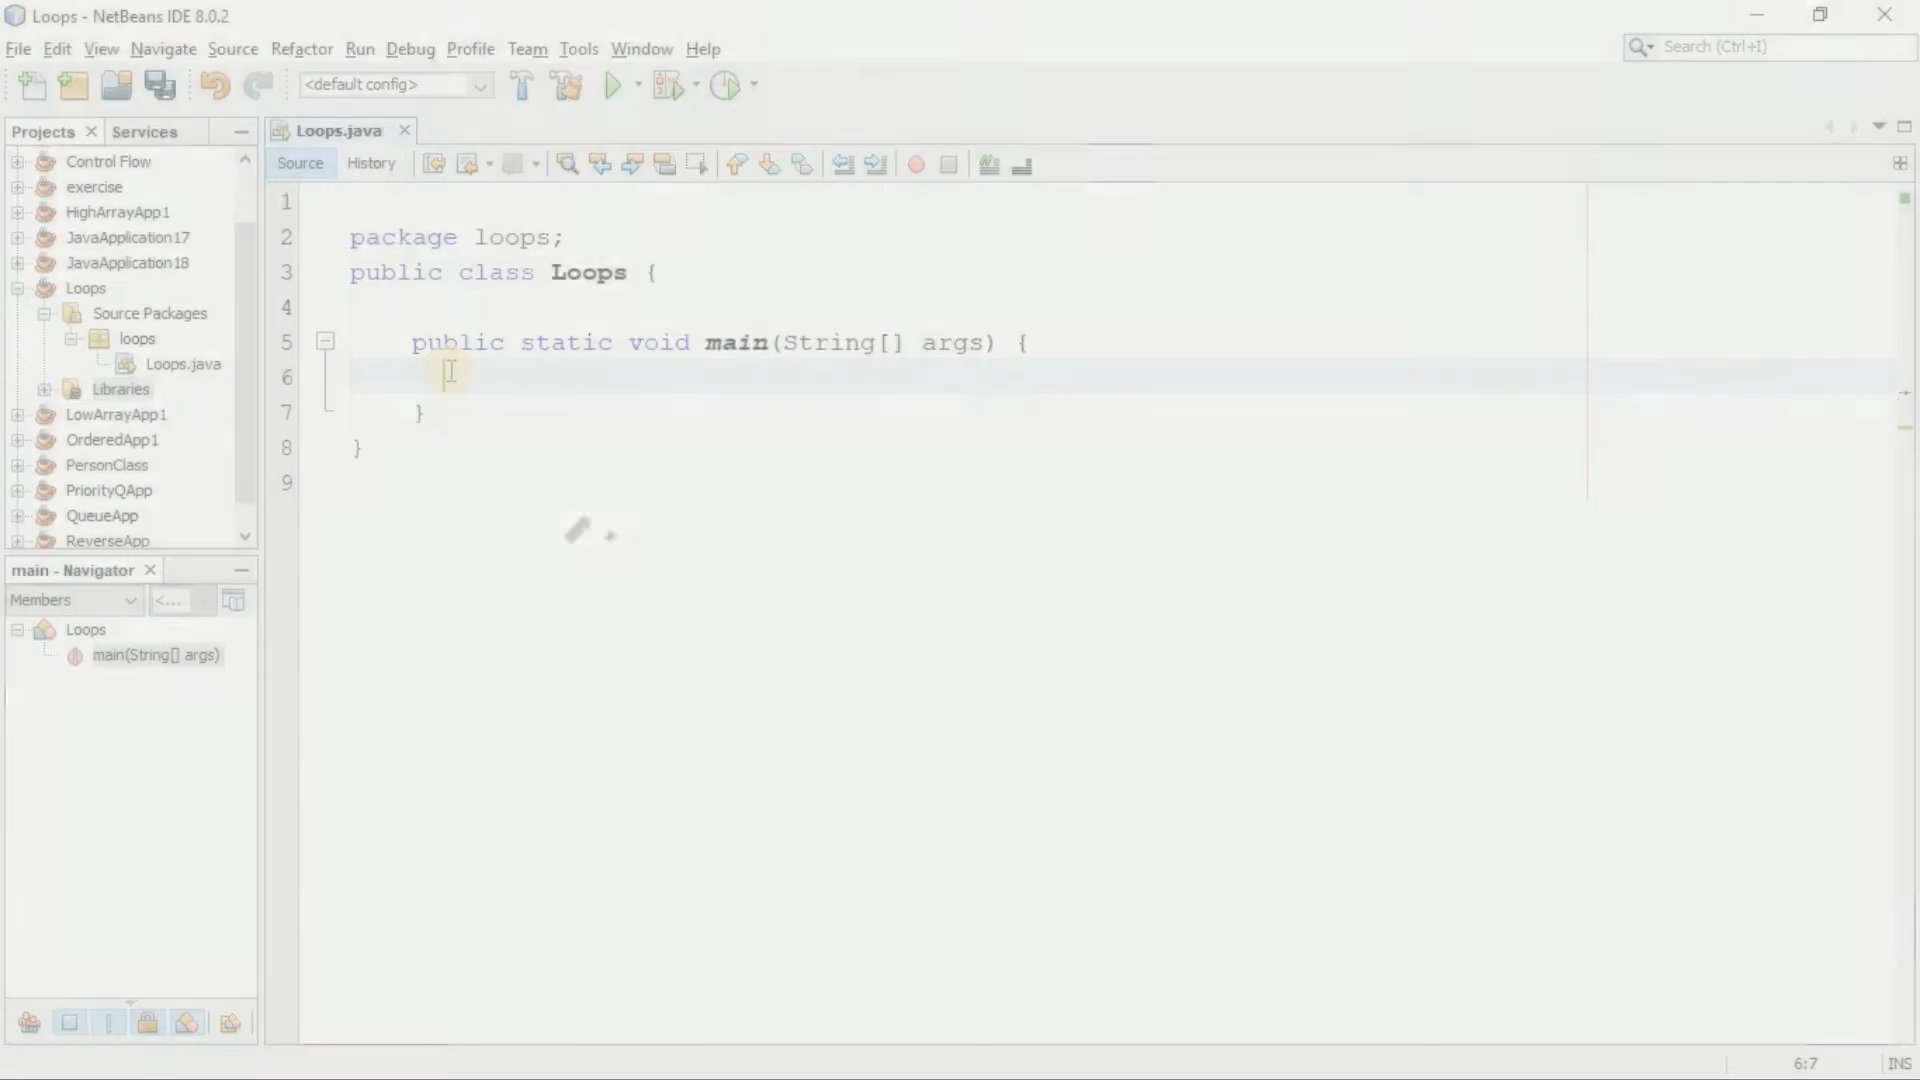 Loops - NetBeans IDE 8.0.2
File Edit View Navigate Source Refactor Run Debug Profile Team Tools Window Help
Search (Ctrl+I)
<default config>
Projects Services
Loops.java
Source History
Control Flow
exercise
HighArrayApp1
JavaApplication17
JavaApplication18
Loops
Source Packages
loops
Loops.java
Libraries
LowArrayApp1
OrderedApp1
PersonClass
PriorityQApp
QueueApp
ReverseApp
1
2 package loops;
3 public class Loops {
4
5 public static void main(String[] args) {
6
7 }
8 }
9
main - Navigator
Members <...
Loops
main(String[] args)
6:7 INS